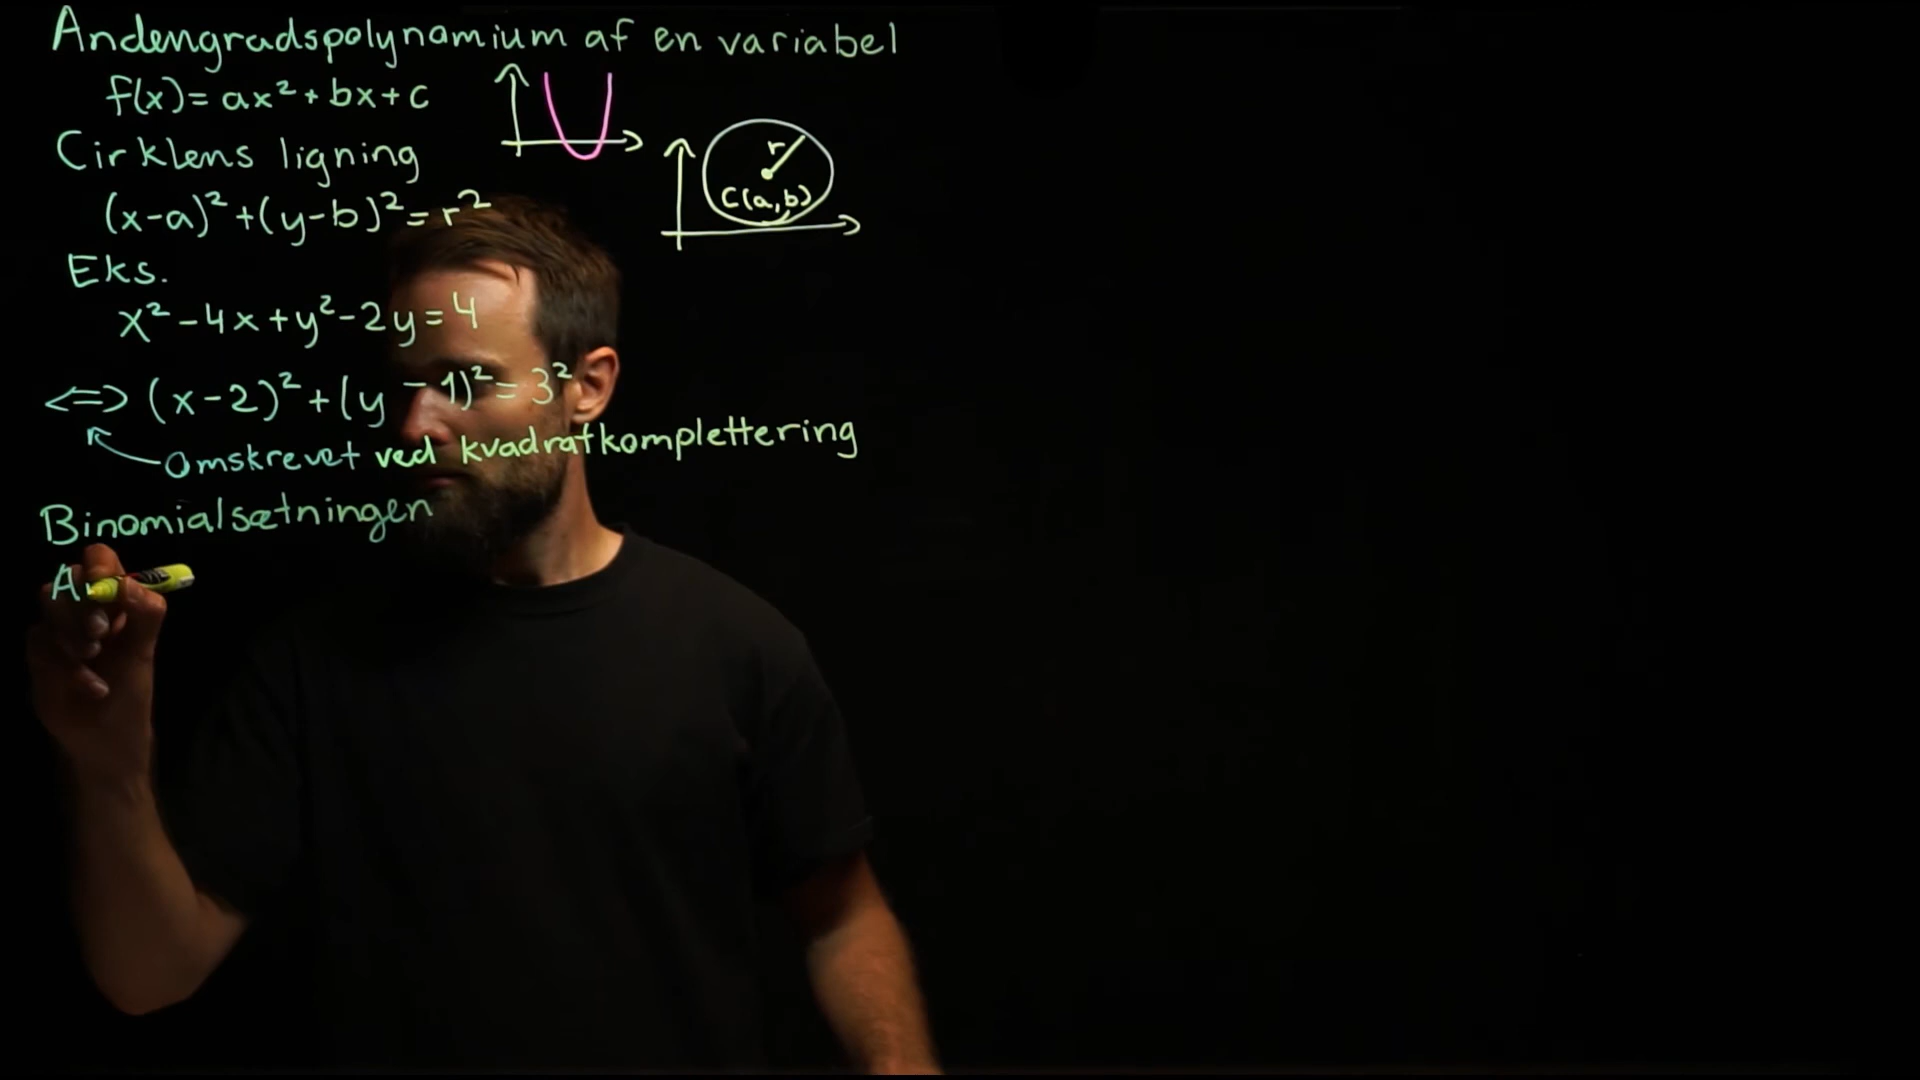 Andengradspolynomium af en variabel
f(x)= ax²+bx+c
Cirklens ligning
r
C(a,b)
(x-a)²+(y-b)²=r²
Eks.
x²-4x+y²-2y=4
⟺ (x-2)²+(y-1)²=3²
Omskrevet ved kvadratkomplettering
Binomialsætningen
A